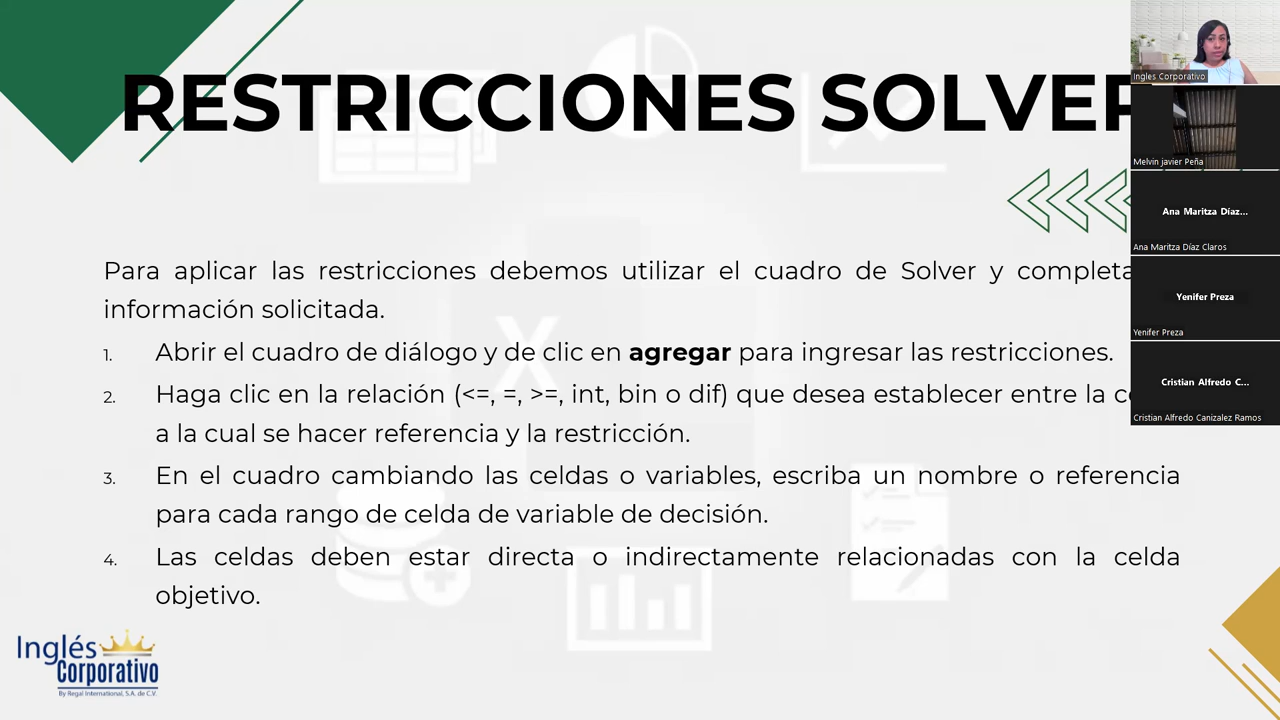 RESTRICCIONES SOLVER
Para aplicar las restricciones debemos utilizar el cuadro de Solver y completa
información solicitada.
1. Abrir el cuadro de diálogo y de clic en agregar para ingresar las restricciones.
2. Haga clic en la relación (<=, =, >=, int, bin o dif) que desea establecer entre la
a la cual se hacer referencia y la restricción.
3. En el cuadro cambiando las celdas o variables, escriba un nombre o referencia
para cada rango de celda de variable de decisión.
4. Las celdas deben estar directa o indirectamente relacionadas con la celda
objetivo.
Inglés
Corporativo
By Regal International, S.A. de C.V.
Ingles Corporativo
Melvin Javier Peña
Ana Maritza Díaz...
Ana Maritza Díaz Claros
Yenifer Preza
Yenifer Preza
Cristian Alfredo C...
Cristian Alfredo Canizalez Ramos